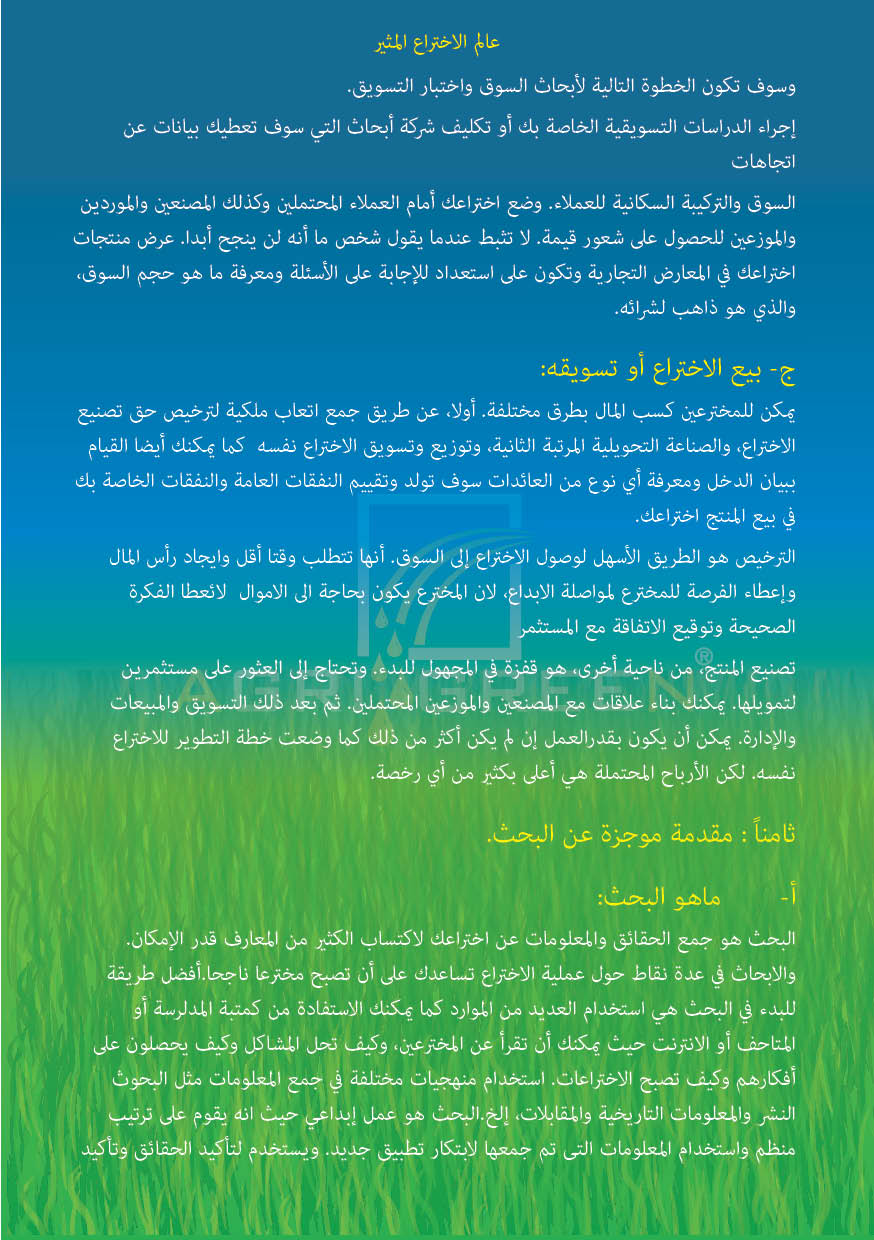 عالم الاختراع المثير
وسوف تكون الخطوة التالية لأبحاث السوق واختبار التسويق.
إجراء الدراسات التسويقية الخاصة بك أو تكليف شركة أبحاث التي سوف تعطيك بيانات عن
اتجاهات
السوق والتركيبة السكانية للعملاء. وضع اختراعك أمام العملاء المحتملين وكذلك المصنعين والموردين
والموزعين للحصول على شعور قيمة. لا تثبط عندما يقول شخص ما أنه لن ينجح أبدا. عرض منتجات
اختراعك في المعارض التجارية وتكون على استعداد للإجابة على الأسئلة ومعرفة ما هو حجم السوق،
والذي هو ذاهب لشرائه.
ج- بيع الاختراع أو تسويقه:
يمكن للمخترعين كسب المال بطرق مختلفة. أولا، عن طريق جمع اتعاب ملكية لترخيص حق تصنيع
الاختراع، والصناعة التحويلية المرتبة الثانية، وتوزيع وتسويق الاختراع نفسه كما يمكنك أيضا القيام
ببيان الدخل ومعرفة أي نوع من العائدات سوف تولد وتقييم النفقات العامة والنفقات الخاصة بك
في بيع المنتج اختراعك.
الترخيص هو الطريق الأسهل لوصول الاختراع إلى السوق. أنها تتطلب وقتا أقل وايجاد رأس المال
وإعطاء الفرصة للمخترع لمواصلة الابداع، لان المخترع يكون بحاجة الى الاموال لائعطا الفكرة
الصحيحة وتوقيع الاتفاقة مع المستثمر
تصنيع المنتج، من ناحية أخرى، هو قفزة في المجهول للبدء. وتحتاج إلى العثور على مستثمرين
لتمويلها. يمكنك بناء علاقات مع المصنعين والموزعين المحتملين. ثم بعد ذلك التسويق والمبيعات
والإدارة. يمكن أن يكون بقدرالعمل إن لم يكن أكثر من ذلك كما وضعت خطة التطوير للاختراع
نفسه. لكن الأرباح المحتملة هي أعلى بكثير من أي رخصة.
AGRI GREEN®
ثامناً : مقدمة موجزة عن البحث.
أ- ماهو البحث:
البحث هو جمع الحقائق والمعلومات عن اختراعك لاكتساب الكثير من المعارف قدر الإمكان.
والابحاث في عدة نقاط حول عملية الاختراع تساعدك على أن تصبح مخترعا ناجحا.أفضل طريقة
للبدء في البحث هي استخدام العديد من الموارد كما يمكنك الاستفادة من كمتبة المدلرسة أو
المتاحف أو الانترنت حيث يمكنك أن تقرأ عن المخترعين، وكيف تحل المشاكل وكيف يحصلون على
أفكارهم وكيف تصبح الاختراعات. استخدام منهجيات مختلفة في جمع المعلومات مثل البحوث
النشر والمعلومات التاريخية والمقابلات، إلخ.البحث هو عمل إبداعي حيث انه يقوم على ترتيب
منظم واستخدام المعلومات التى تم جمعها لابتكار تطبيق جديد. ويستخدم لتأكيد الحقائق وتأكيد